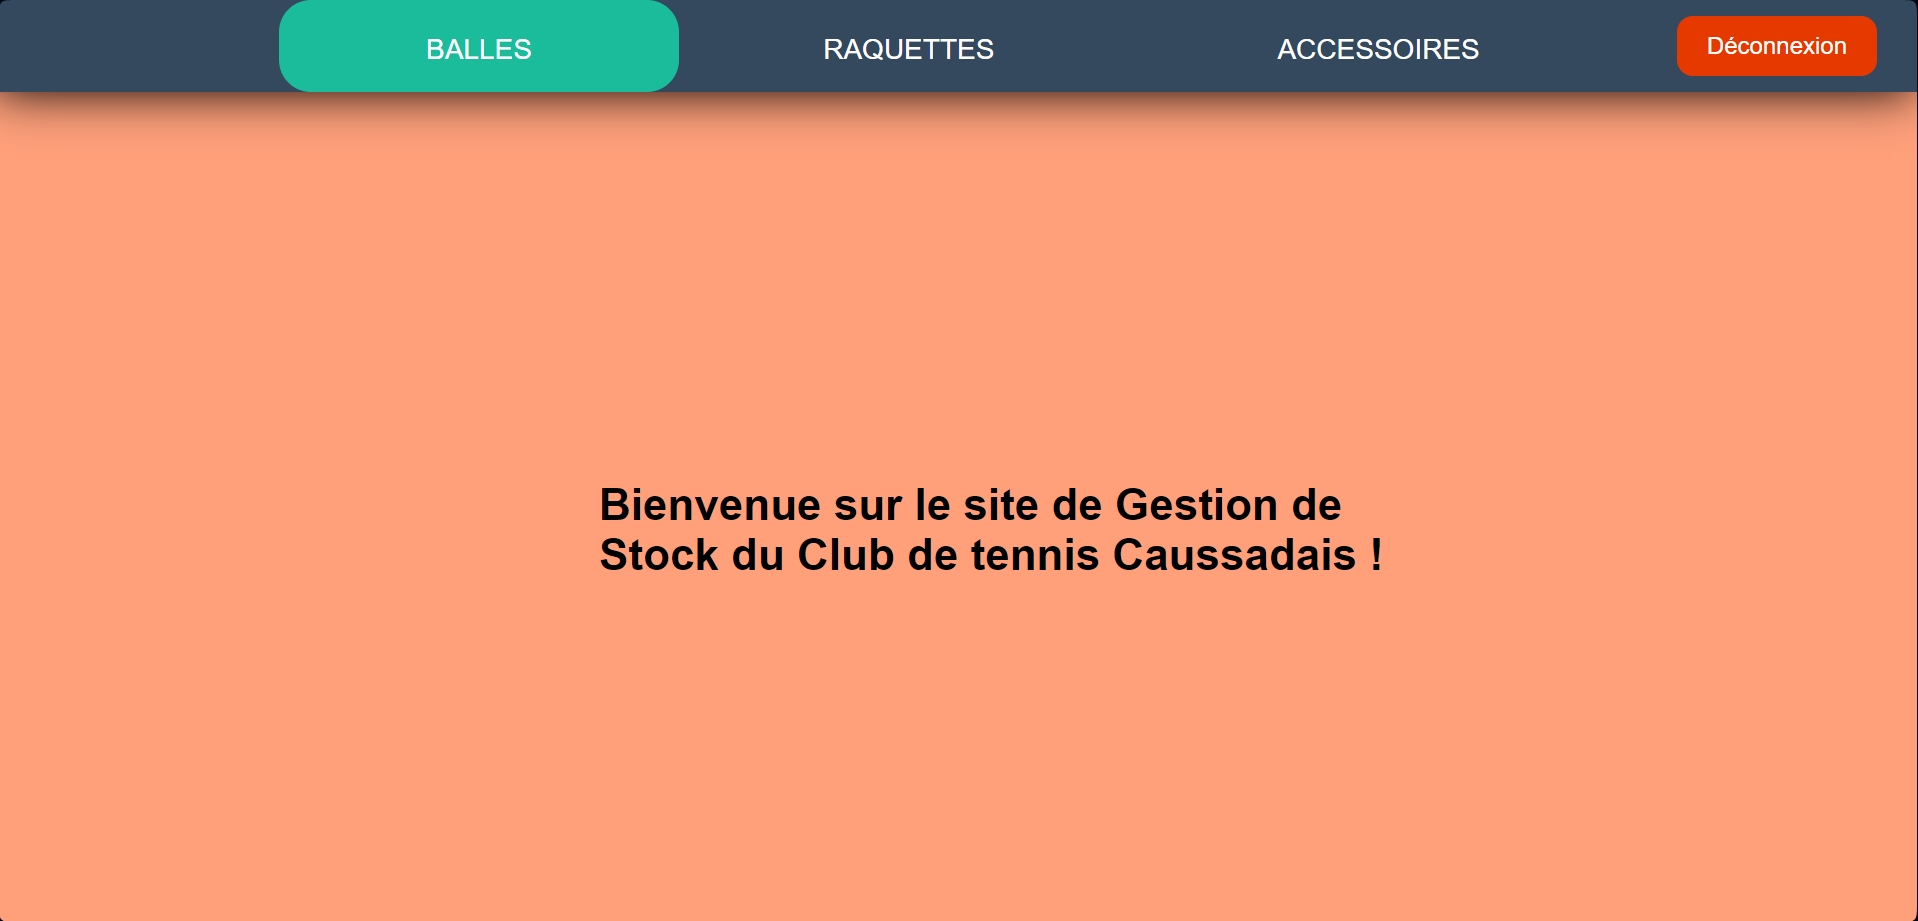 BALLES
RAQUETTES
ACCESSOIRES
Déconnexion
Bienvenue sur le site de Gestion de
Stock du Club de tennis Caussadais !